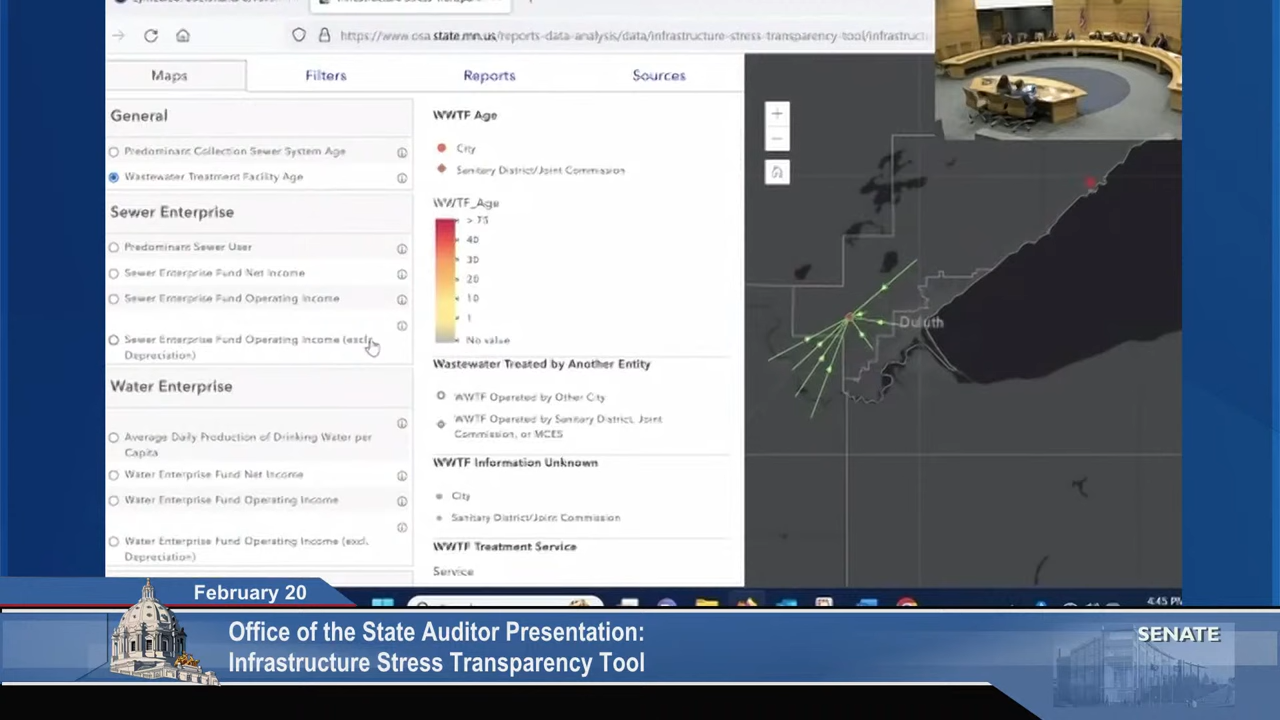 https://www.osa.state.mn.us/reports-data-analysis/data/infrastructure-stress-transparency-tool/infrastruc
Maps
Filters
Reports
Sources
General
Predominant Collection Sewer System Age
Wastewater Treatment Facility Age
Sewer Enterprise
Predominant Sewer User
Sewer Enterprise Fund Net Income
Sewer Enterprise Fund Operating Income
Sewer Enterprise Fund Operating Income (excl.
Depreciation)
Water Enterprise
Average Daily Production of Drinking Water per
Capita
Water Enterprise Fund Net Income
Water Enterprise Fund Operating Income
Water Enterprise Fund Operating Income (excl.
Depreciation)
WWTF Age
City
Sanitary District/Joint Commission
WWTF_Age
> 75
40
30
20
10
1
No value
Wastewater Treated by Another Entity
WWTF Operated by Other City
WWTF Operated by Sanitary District, Joint
Commission, or MCES
WWTF Information Unknown
City
Sanitary District/Joint Commission
WWTF Treatment Service
Service
+
−
Duluth
4:45 PM
February 20
Office of the State Auditor Presentation:
Infrastructure Stress Transparency Tool
SENATE